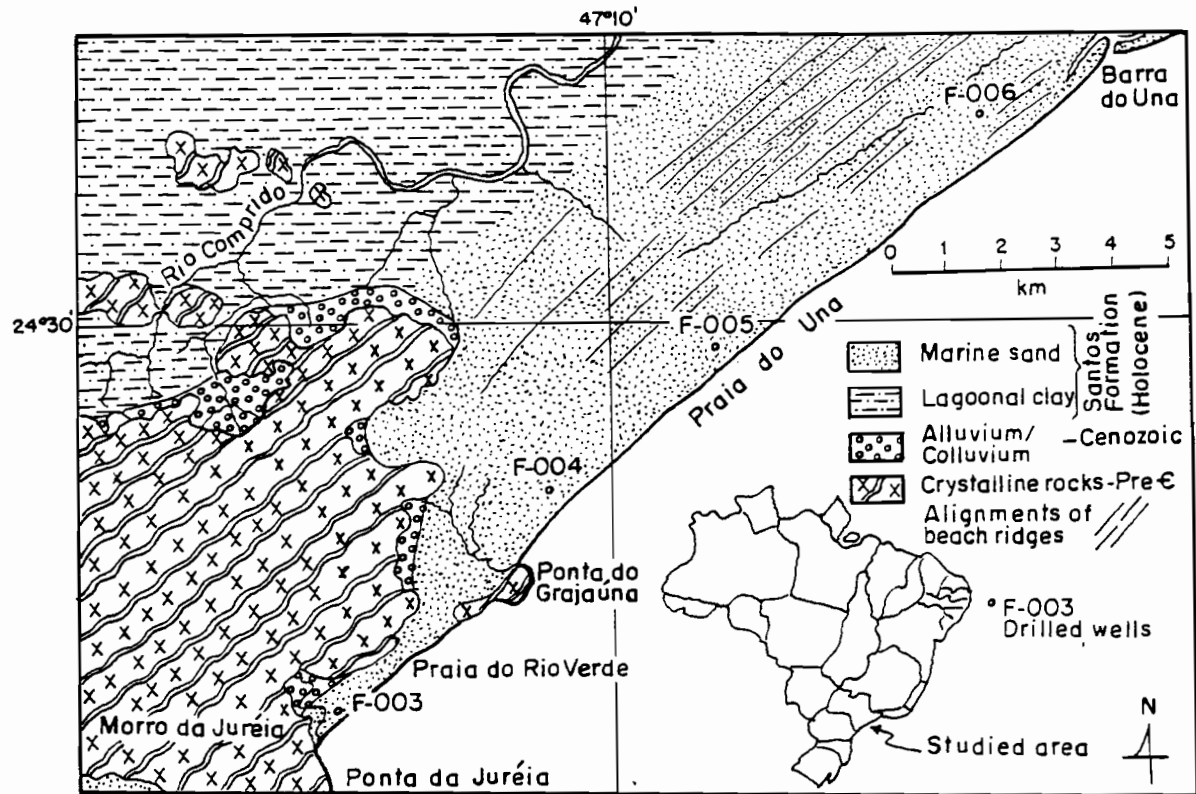 47°10'
Barra
do Una
F-006
Rio Comprido
0 1 2 3 4 5
km
24°30'
F-005
Praia do Una
Marine sand
Lagoonal clay
Santos
Formation
(Holocene)
Alluvium/
Colluvium
-Cenozoic
Crystalline rocks-Pre Є
Alignments of
beach ridges
F-004
Ponta do
Grajaúna
F-003
Drilled wells
Praia do Rio Verde
F-003
Morro da Juréia
N
Studied area
Ponta da Juréia